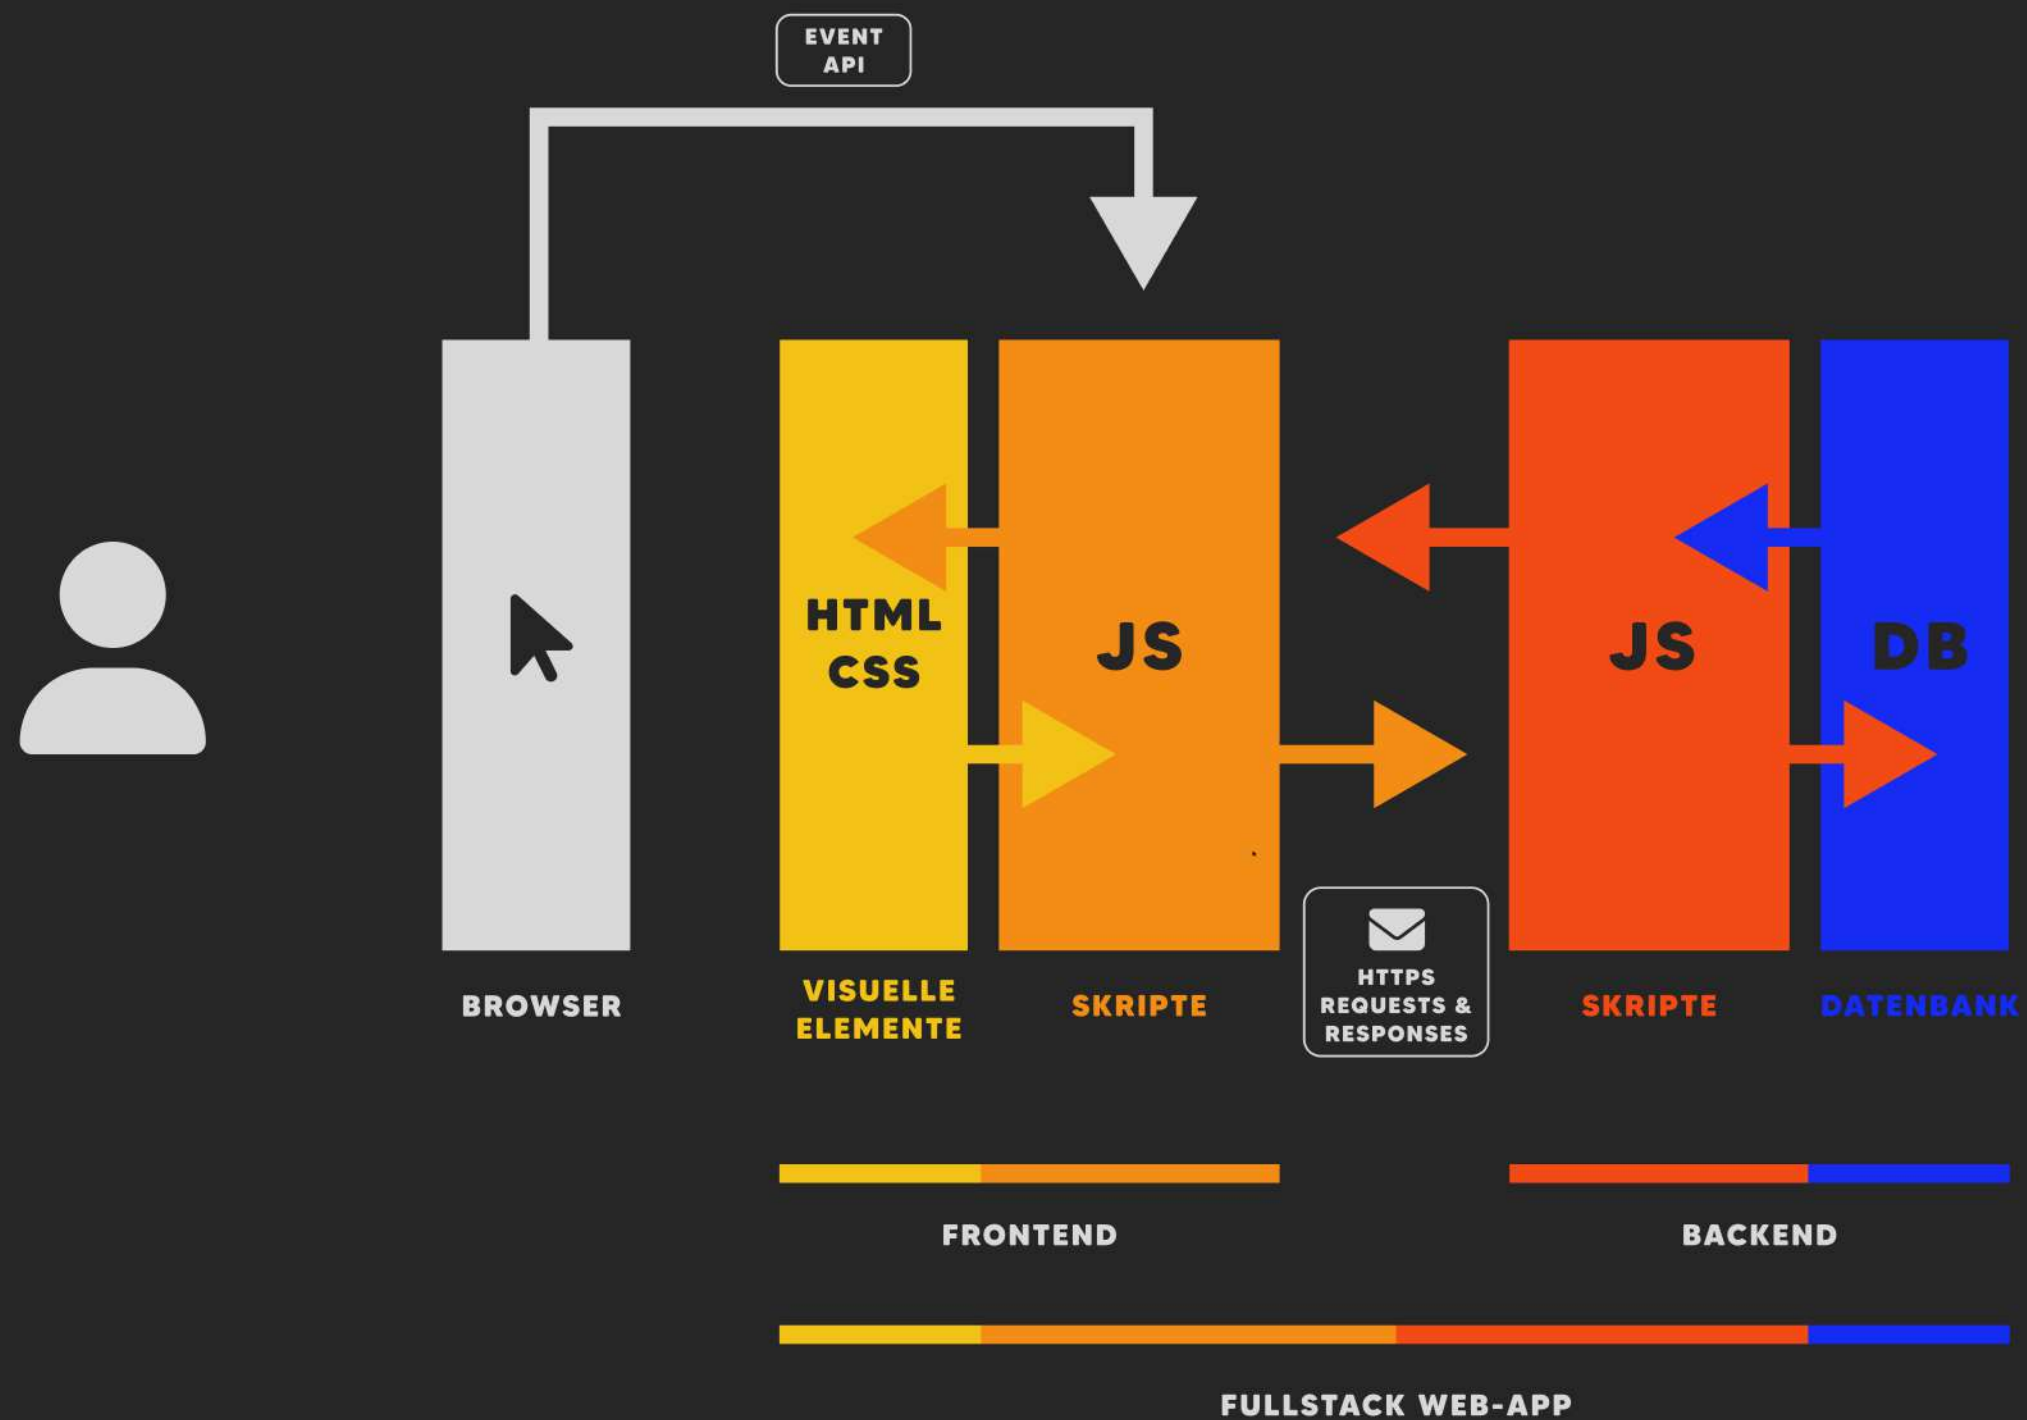 EVENT
API
HTML
CSS
JS
JS
DB
BROWSER
VISUELLE
ELEMENTE
SKRIPTE
HTTPS
REQUESTS &
RESPONSES
SKRIPTE
DATENBANK
FRONTEND
BACKEND
FULLSTACK WEB-APP